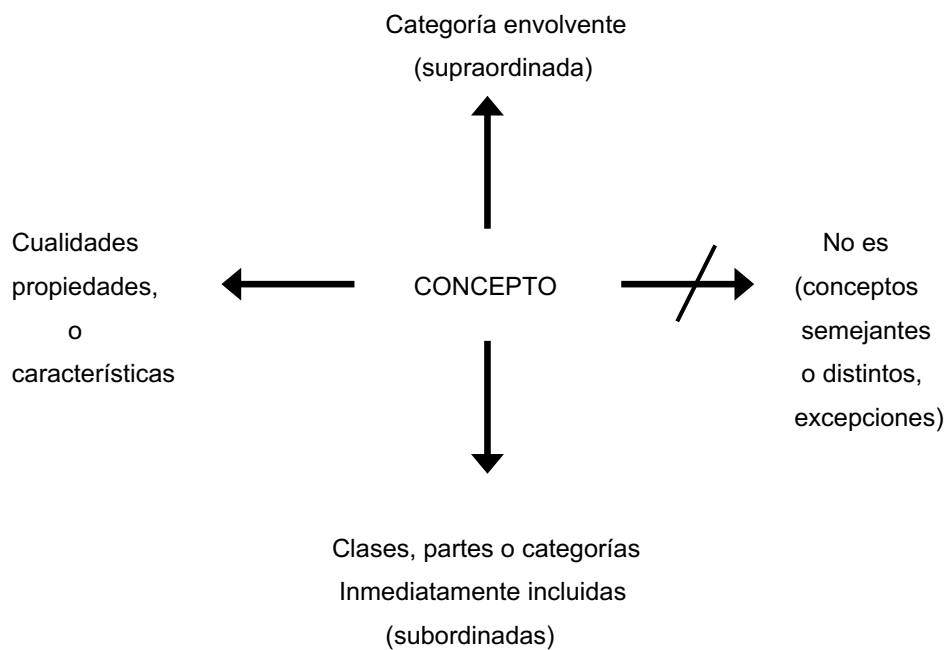 Categoría envolvente
(supraordinada)
Cualidades
propiedades,
o
características
CONCEPTO
No es
(conceptos
semejantes
o distintos,
excepciones)
Clases, partes o categorías
Inmediatamente incluidas
(subordinadas)